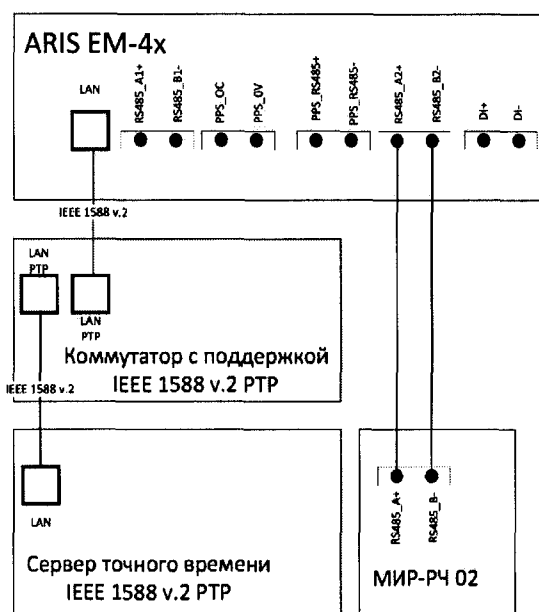 ARIS EM-4x
LAN
RS485_A1+
RS485_B1-
PPS_OC
PPS_0V
PPS_RS485+
PPS_RS485-
RS485_A2+
RS485_B2-
DI+
DI-
IEEE 1588 v.2
LAN
PTP
LAN
PTP
Коммутатор с поддержкой
IEEE 1588 v.2 PTP
IEEE 1588 v.2
LAN
Сервер точного времени
IEEE 1588 v.2 PTP
RS485_A+
RS485_B-
МИР-РЧ 02